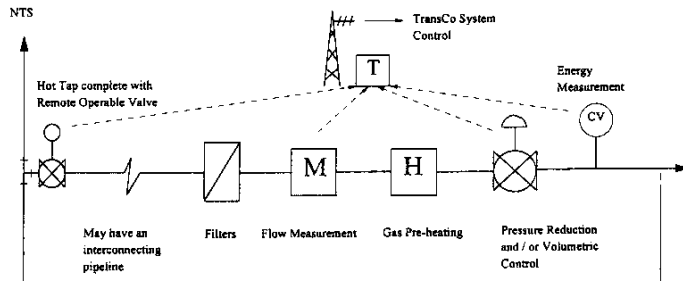 NTS
TransCo System
Control
T
Hot Tap complete with
Remote Operable Valve
Energy
Measurement
CV
M
H
May have an
interconnecting
pipeline
Filters
Flow Measurement
Gas Pre-heating
Pressure Reduction
and / or Volumetric
Control